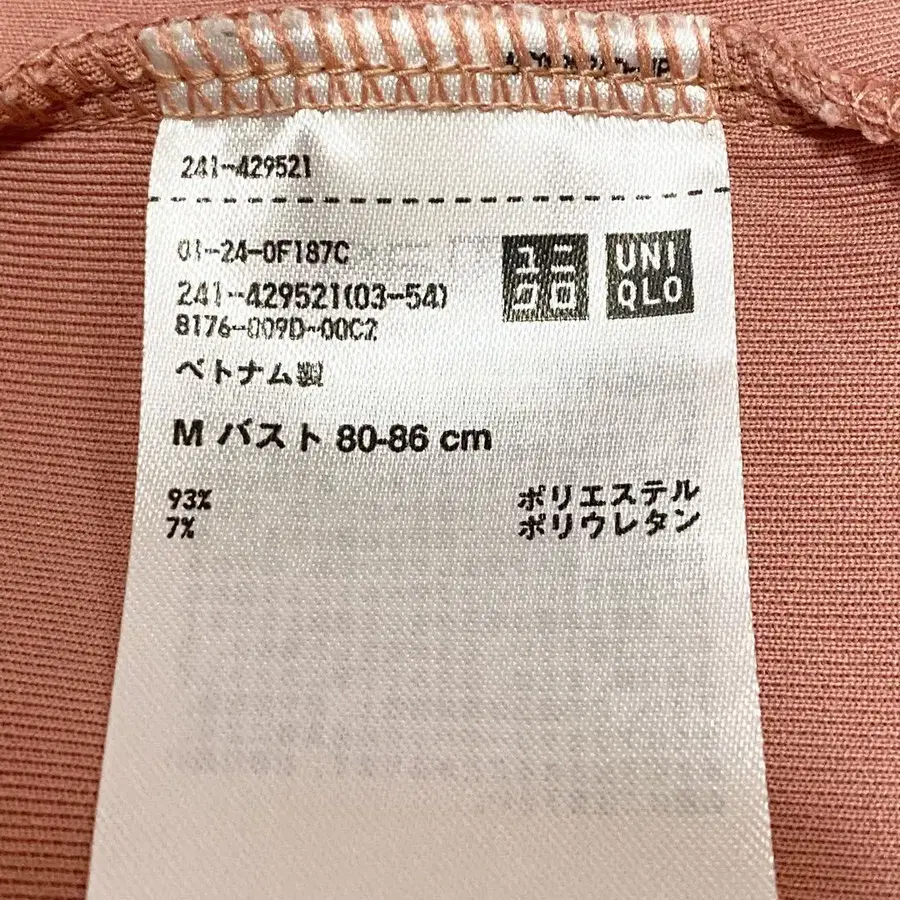 241-429521
01-24-0F187C
ユニ
クロ
UNI
QLO
241-429521(03-54)
8176-009D-00C2
ベトナム製
M バスト 80-86 cm
93% ポリエステル
7% ポリウレタン